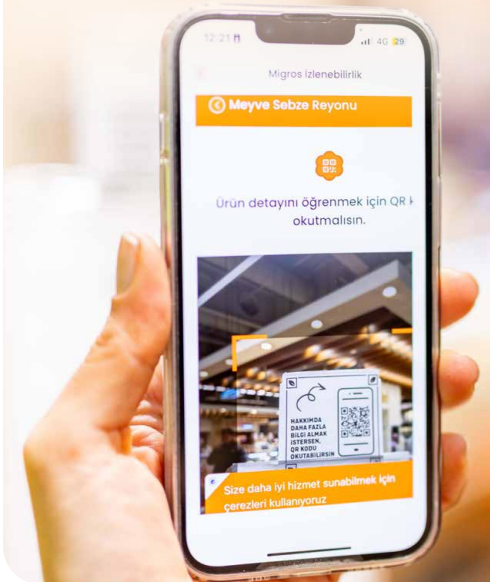 12:23
4G 29
Migros İzlenebilirlik
Meyve Sebze Reyonu
Ürün detayını öğrenmek için QR k
okutmalısın.
HAKKIMDA
DAHA FAZLA
BİLGİ ALMAK
İSTERSEN,
QR KODU
OKUTABİLİRSİN
Size daha iyi hizmet sunabilmek için
çerezleri kullanıyoruz